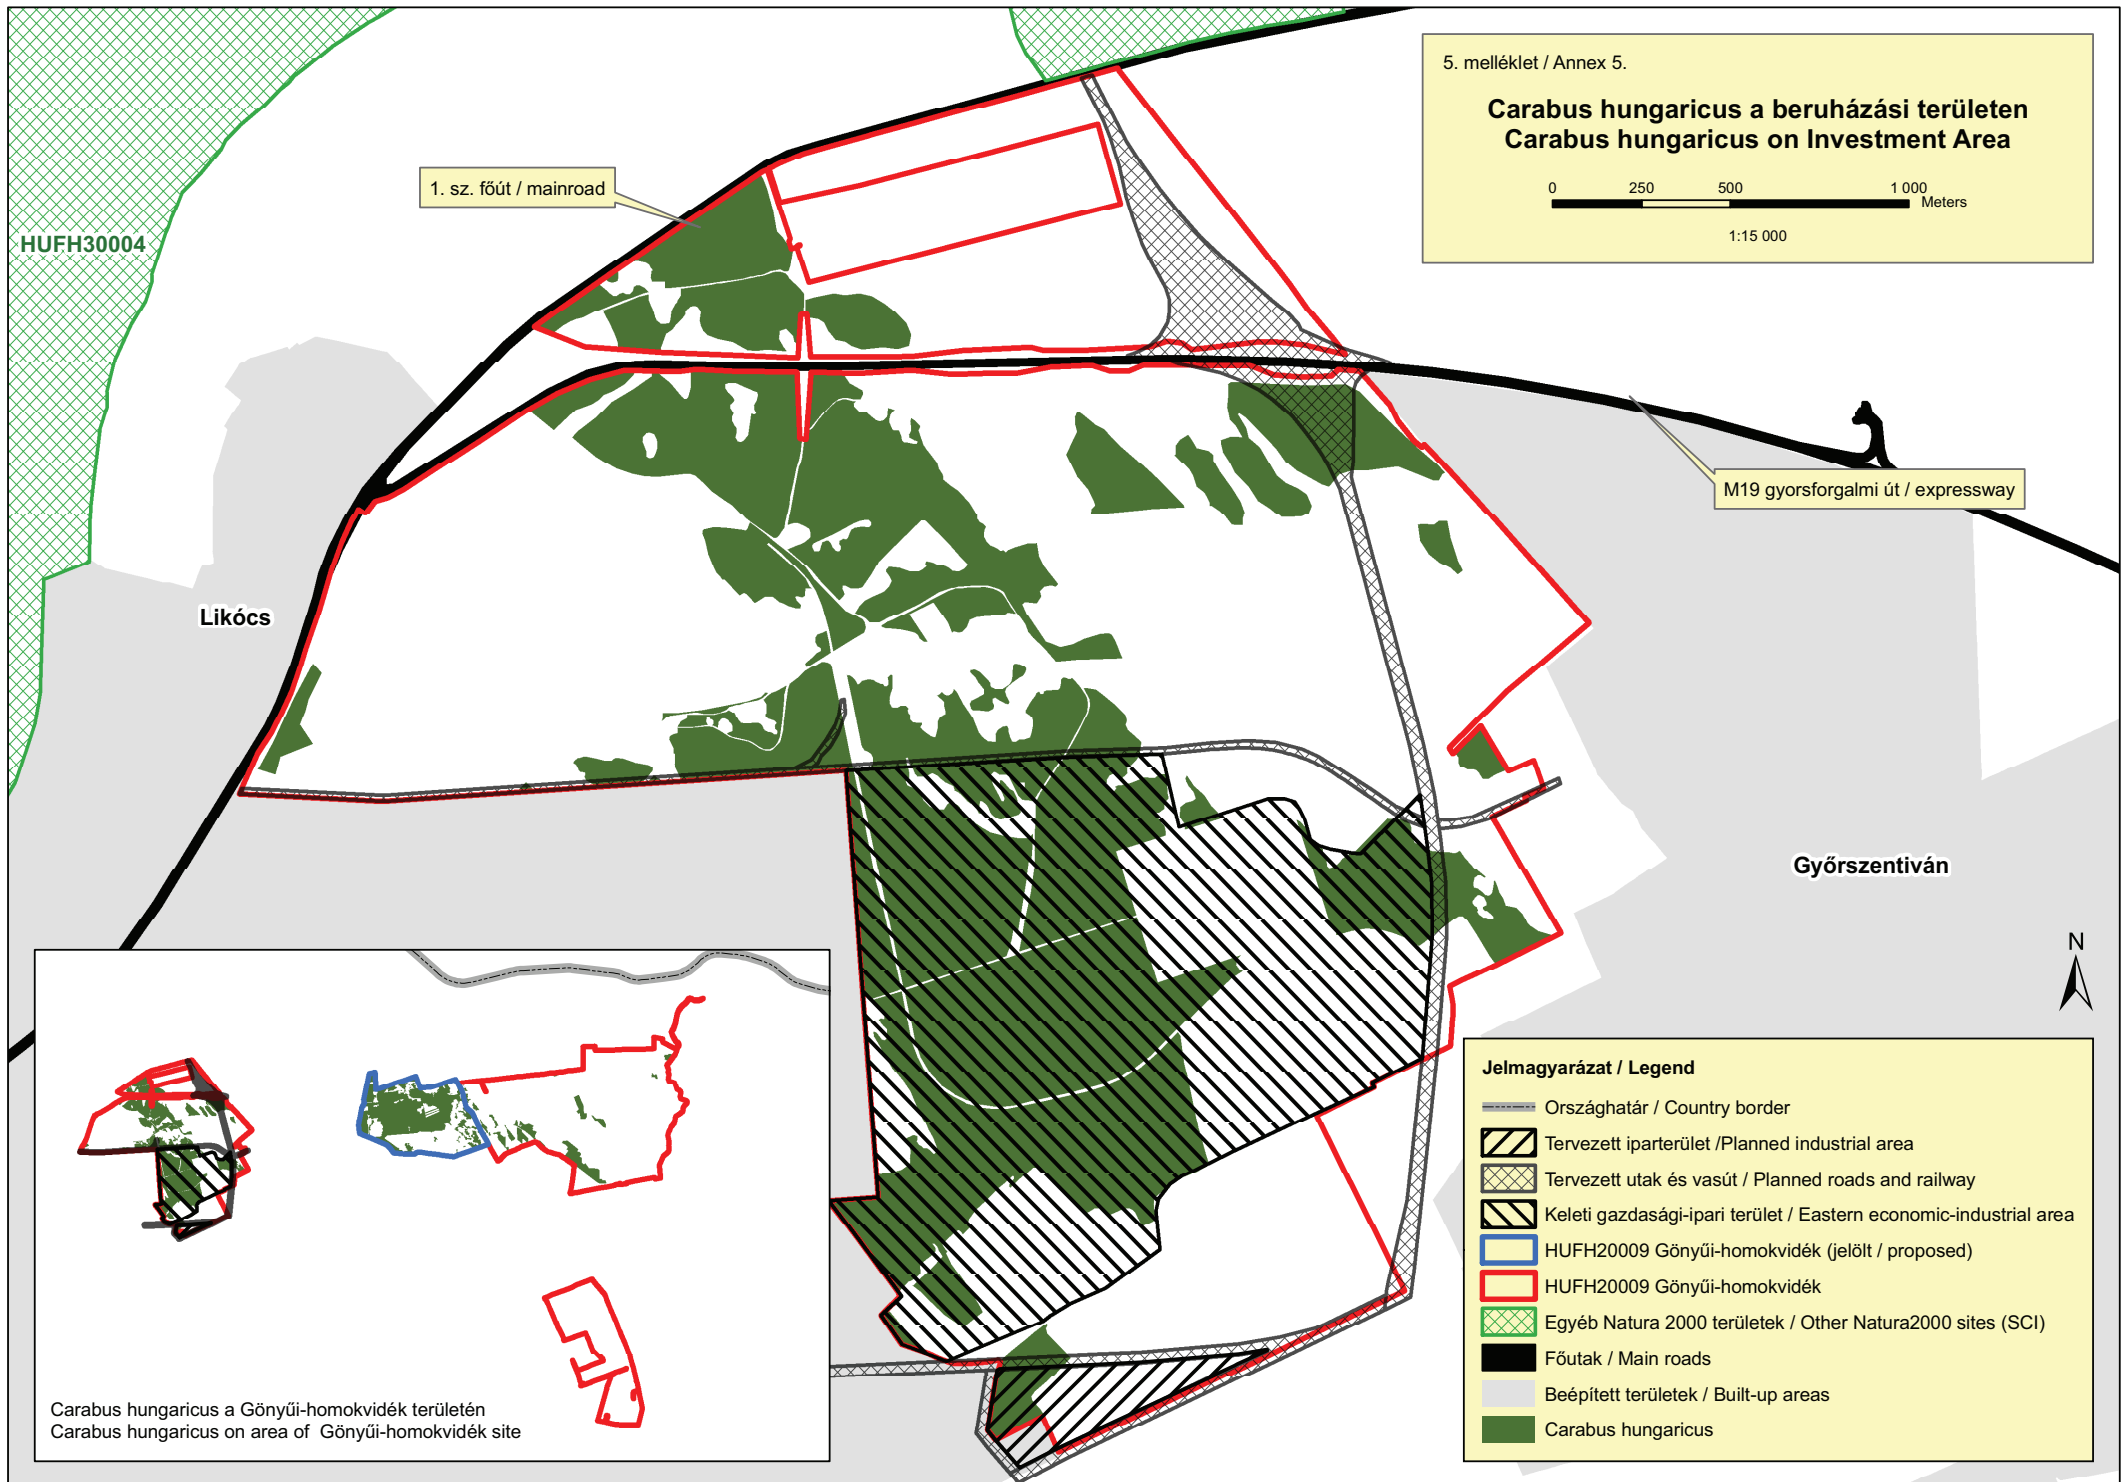 5. melléklet / Annex 5.
Carabus hungaricus a beruházási területen
Carabus hungaricus on Investment Area
0 250 500 1 000
Meters
1:15 000
1. sz. főút / mainroad
HUFH30004
M19 gyorsforgalmi út / expressway
Likócs
Győrszentiván
N
Jelmagyarázat / Legend
Országhatár / Country border
Tervezett iparterület /Planned industrial area
Tervezett utak és vasút / Planned roads and railway
Keleti gazdasági-ipari terület / Eastern economic-industrial area
HUFH20009 Gönyűi-homokvidék (jelölt / proposed)
HUFH20009 Gönyűi-homokvidék
Egyéb Natura 2000 területek / Other Natura2000 sites (SCI)
Főutak / Main roads
Beépített területek / Built-up areas
Carabus hungaricus
Carabus hungaricus a Gönyűi-homokvidék területén
Carabus hungaricus on area of Gönyűi-homokvidék site